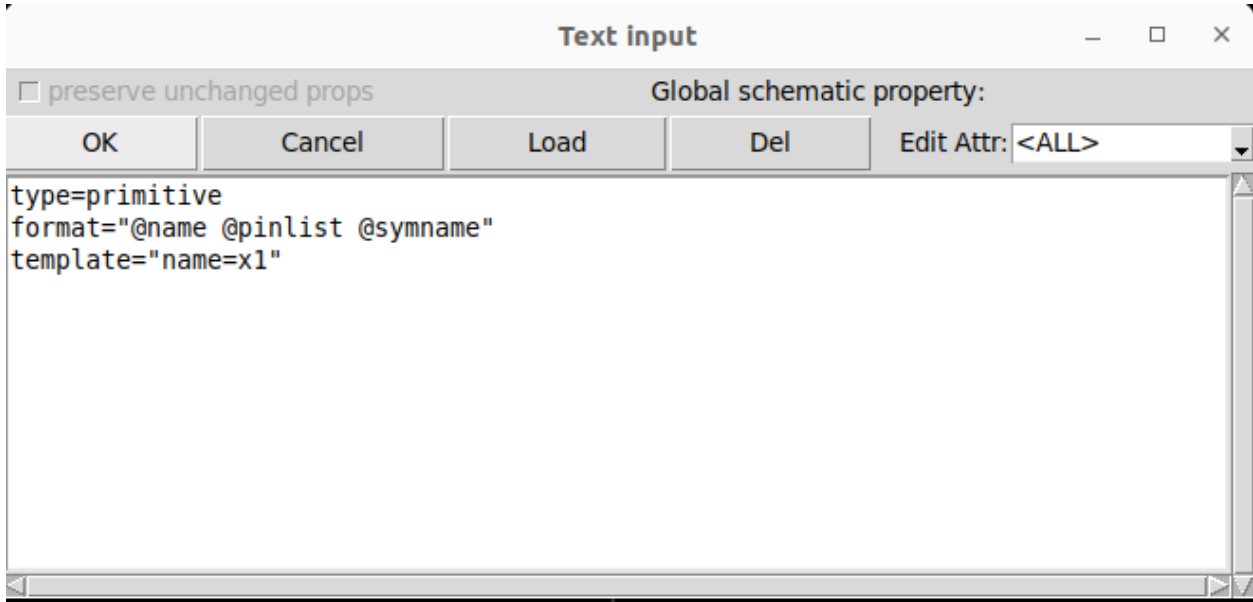 Text input
preserve unchanged props
Global schematic property:
OK
Cancel
Load
Del
Edit Attr:
<ALL>
type=primitive
format="@name @pinlist @symname"
template="name=x1"